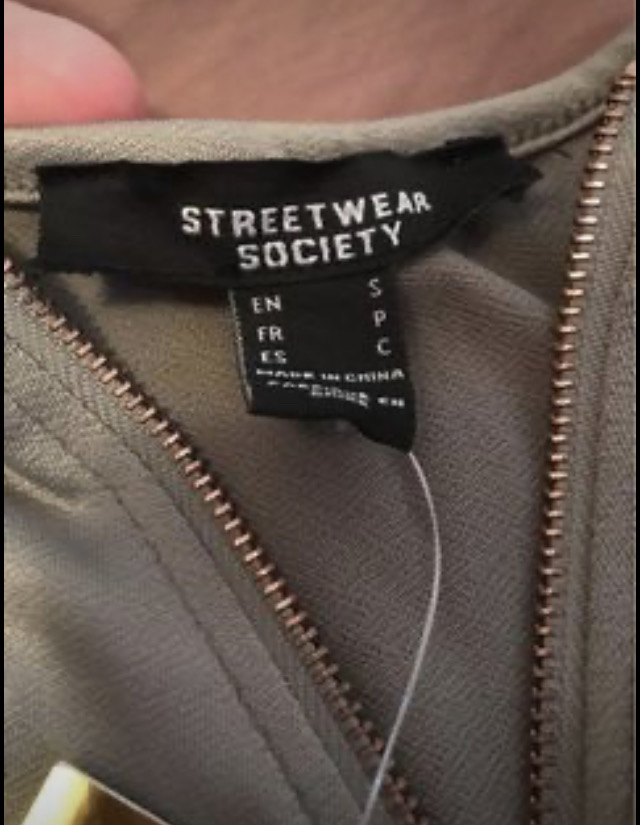 STREETWEAR
SOCIETY
EN S
FR P
ES C
MADE IN CHINA